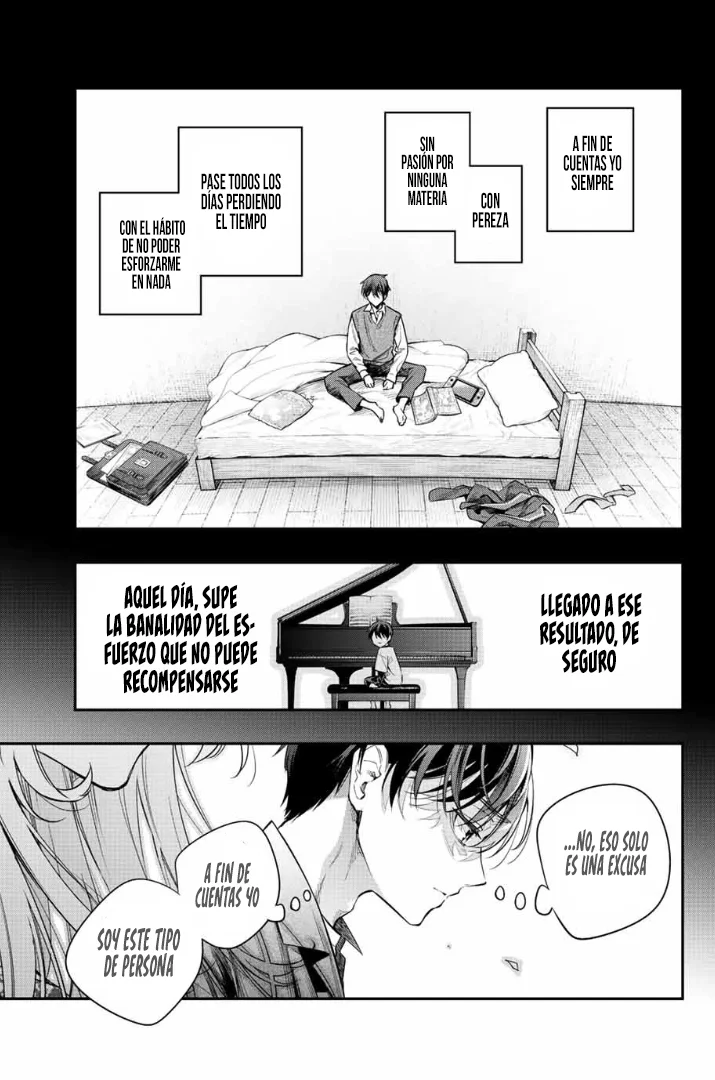 A FIN DE
CUENTAS YO
SIEMPRE
CON
PEREZA
SIN
PASIÓN POR
NINGUNA
MATERIA
PASE TODOS LOS
DÍAS PERDIENDO
EL TIEMPO
CON EL HÁBITO
DE NO PODER
ESFORZARME
EN NADA
LLEGADO A ESE
RESULTADO, DE
SEGURO
AQUEL DÍA, SUPE
LA BANALIDAD DEL ES-
FUERZO QUE NO PUEDE
RECOMPENSARSE
...NO, ESO SOLO
ES UNA EXCUSA
A FIN DE
CUENTAS YO
SOY ESTE TIPO
DE PERSONA